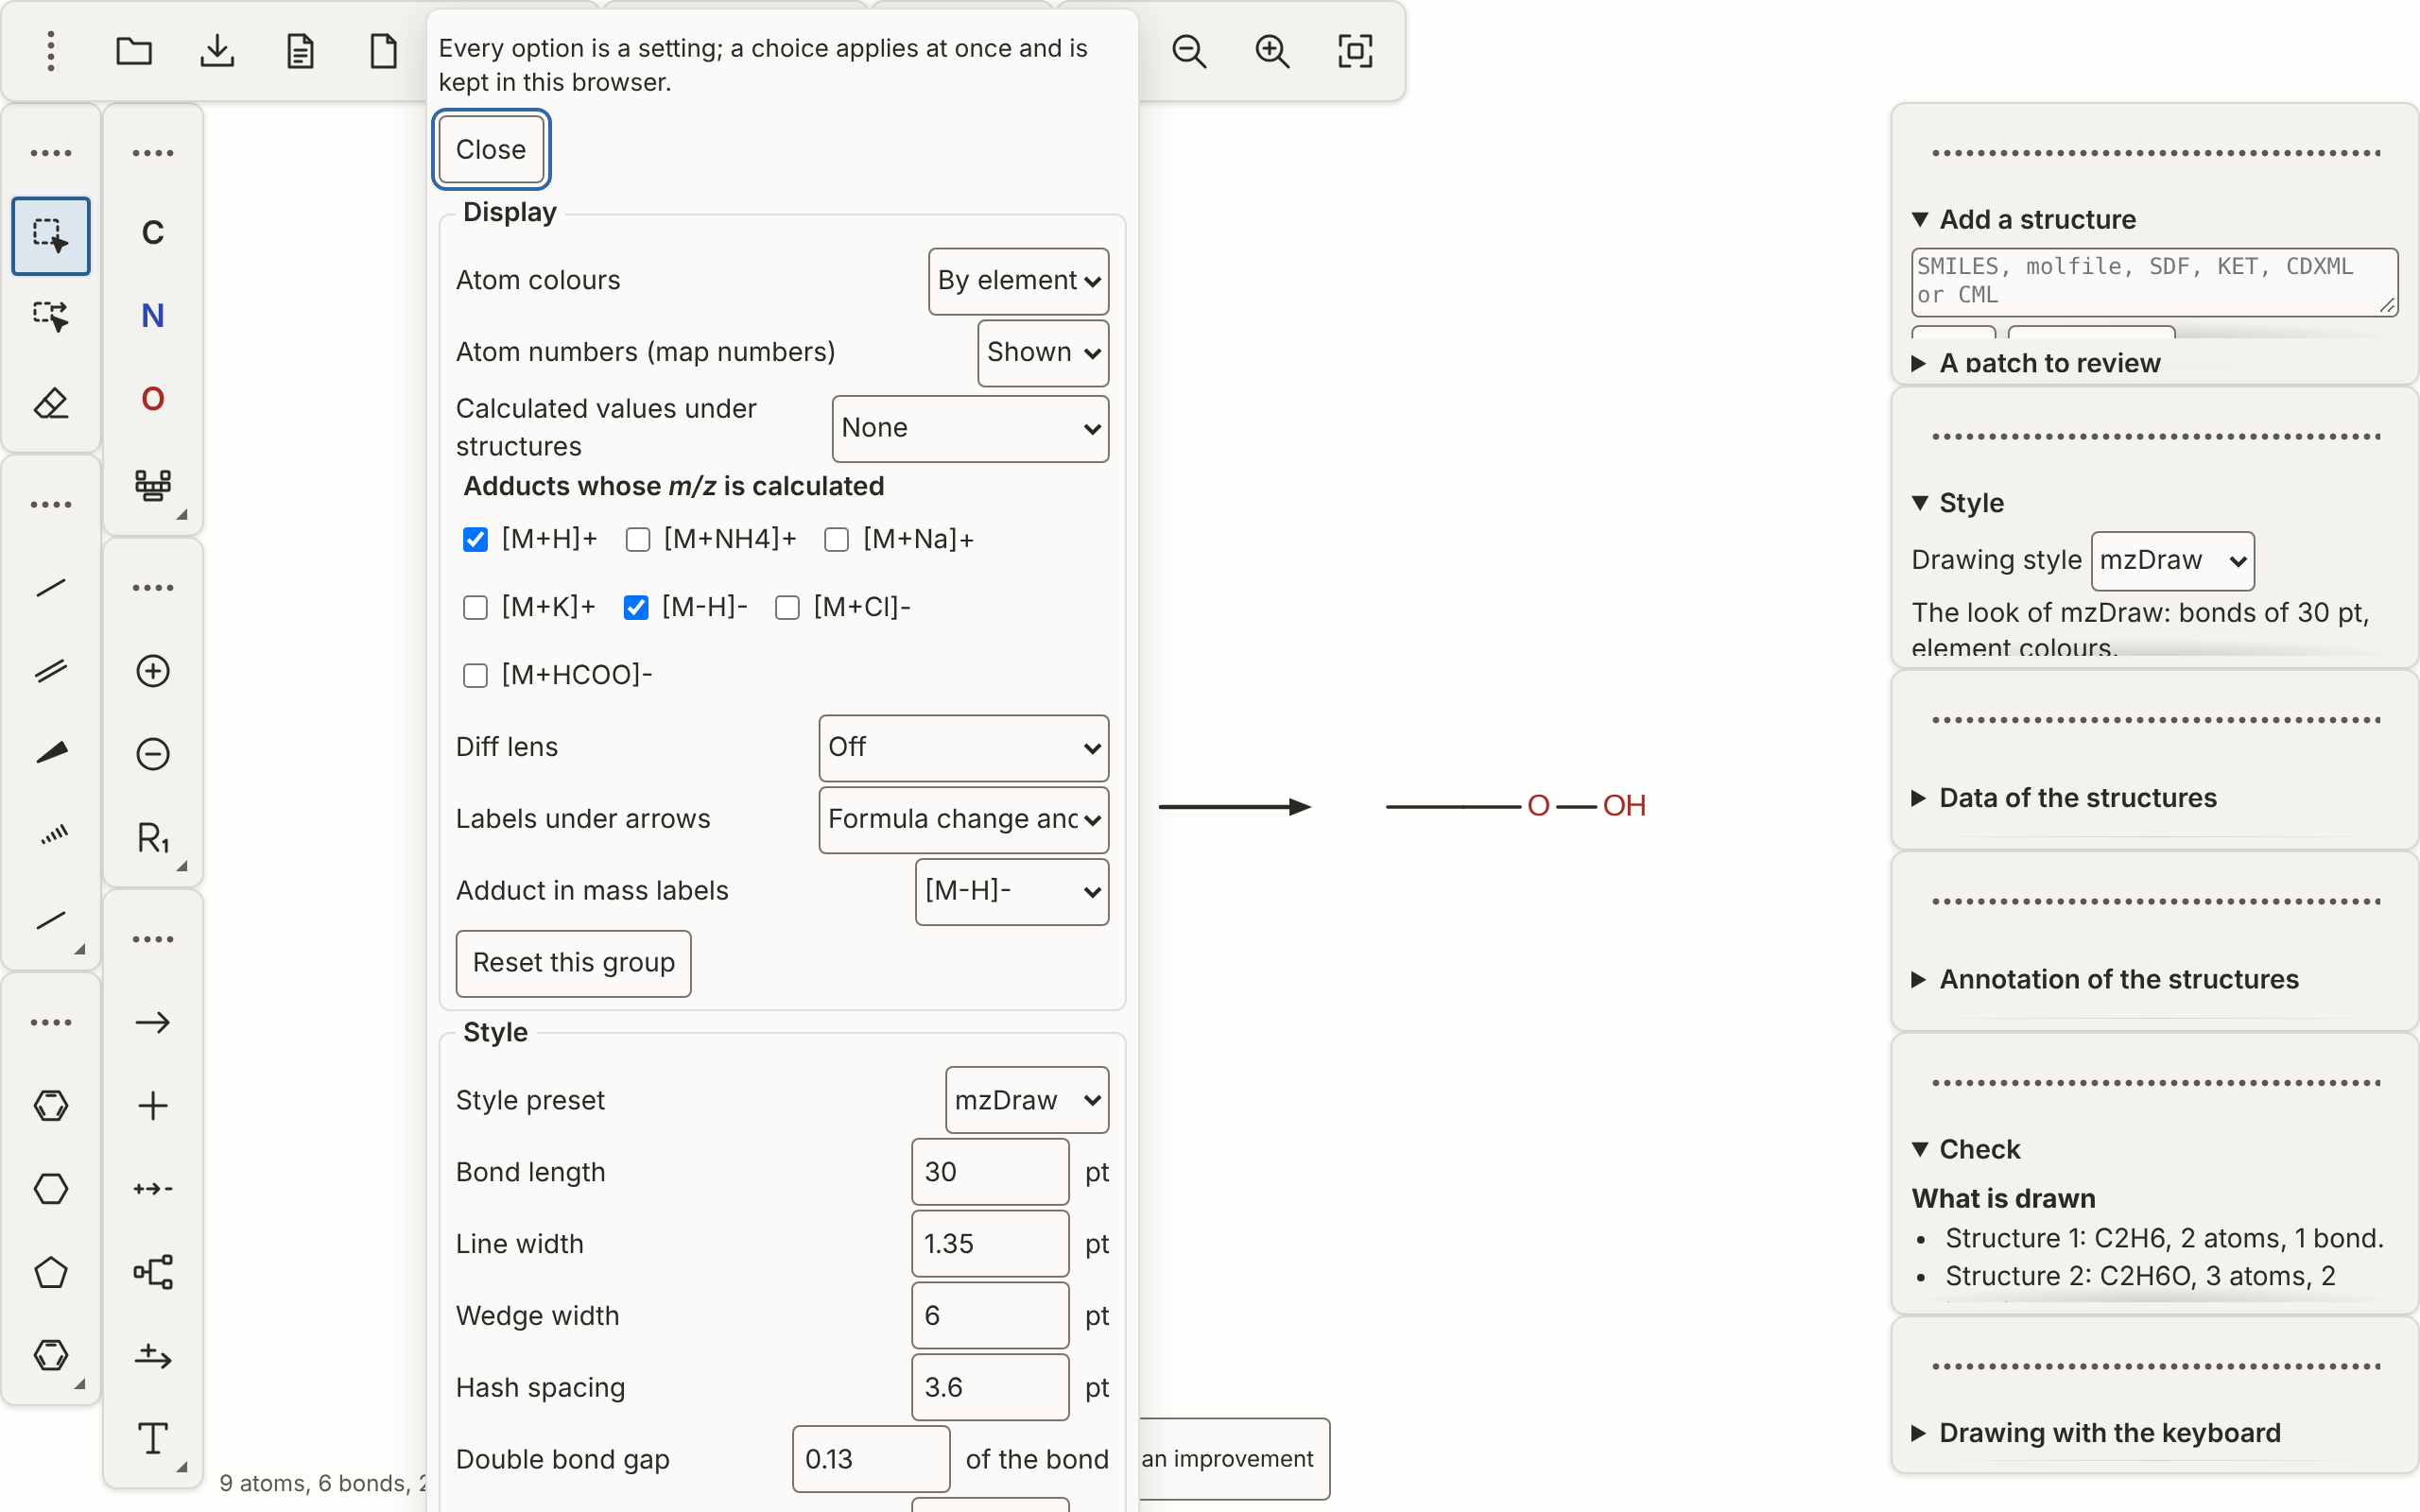 Every option is a setting; a choice applies at once and is
kept in this browser.
Close
Display
Atom colours
By element
Atom numbers (map numbers)
Shown
Calculated values under
structures
None
Adducts whose m/z is calculated
[M+H]+ [M+NH4]+ [M+Na]+
[M+K]+ [M-H]- [M+Cl]-
[M+HCOO]-
Diff lens
Off
Labels under arrows
Formula change and
Adduct in mass labels
[M-H]-
Reset this group
Style
Style preset
mzDraw
Bond length
30 pt
Line width
1.35 pt
Wedge width
6 pt
Hash spacing
3.6 pt
Double bond gap
0.13 of the bond
C
N
O
R1
T
9 atoms, 6 bonds,
an improvement
O OH
Add a structure
SMILES, molfile, SDF, KET, CDXML
or CML
A patch to review
Style
Drawing style mzDraw
The look of mzDraw: bonds of 30 pt,
element colours.
Data of the structures
Annotation of the structures
Check
What is drawn
Structure 1: C2H6, 2 atoms, 1 bond.
Structure 2: C2H6O, 3 atoms, 2
Drawing with the keyboard